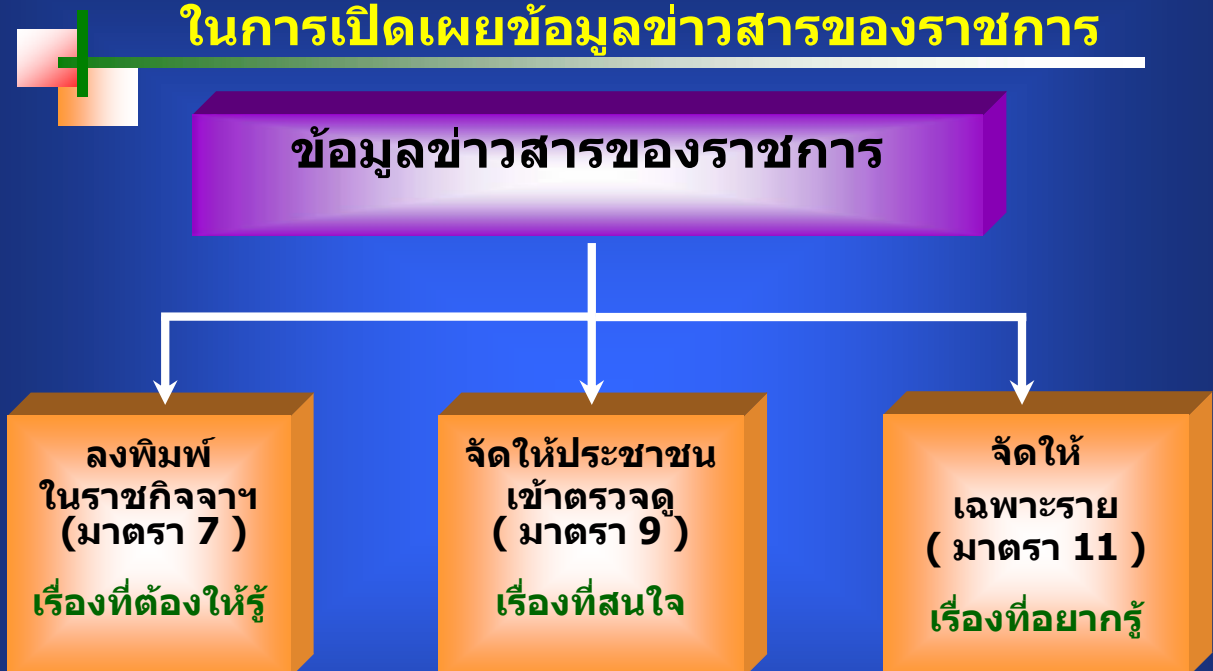 ในการเปิดเผยข้อมูลข่าวสารของราชการ
ข้อมูลข่าวสารของราชการ
ลงพิมพ์
ในราชกิจจาฯ
(มาตรา 7 )
เรื่องที่ต้องให้รู้
จัดให้ประชาชน
เข้าตรวจดู
( มาตรา 9 )
เรื่องที่สนใจ
จัดให้
เฉพาะราย
( มาตรา 11 )
เรื่องที่อยากรู้